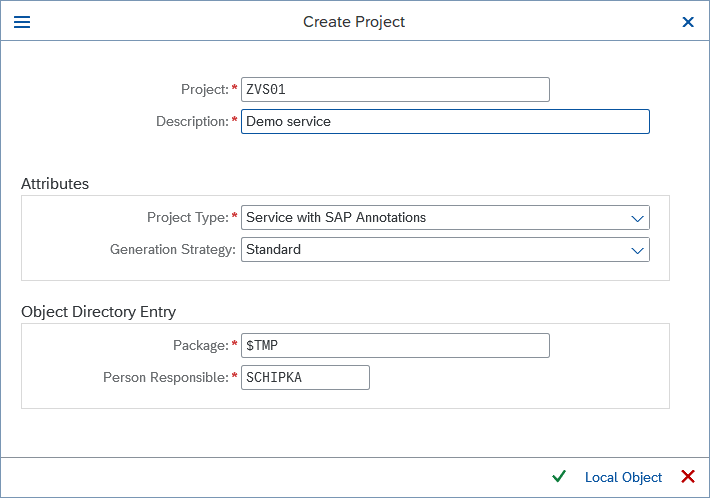 Create Project
Project:* ZVS01
Description:* Demo service
Attributes
Project Type:* Service with SAP Annotations
Generation Strategy: Standard
Object Directory Entry
Package:* $TMP
Person Responsible:* SCHIPKA
Local Object